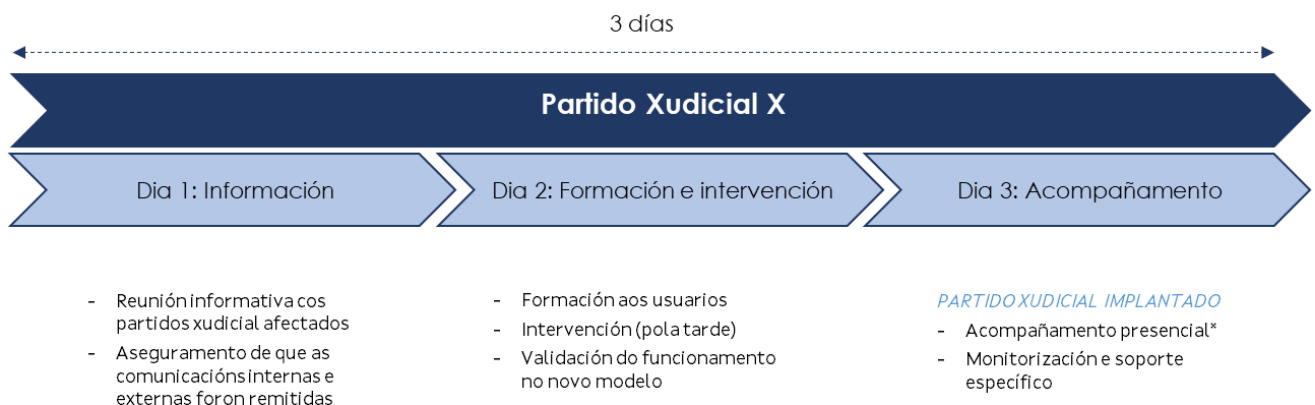 3 días
Partido Xudicial X
Dia 1: Información
Dia 2: Formación e intervención
Dia 3: Acompañamento
- Reunión informativa cos
partidos xudicial afectados
- Aseguramento de que as
comunicacións internas e
externas foron remitidas
- Formación aos usuarios
- Intervención (pola tarde)
- Validación do funcionamento
no novo modelo
PARTIDO XUDICIAL IMPLANTADO
- Acompañamento presencial*
- Monitorización e soporte
específico